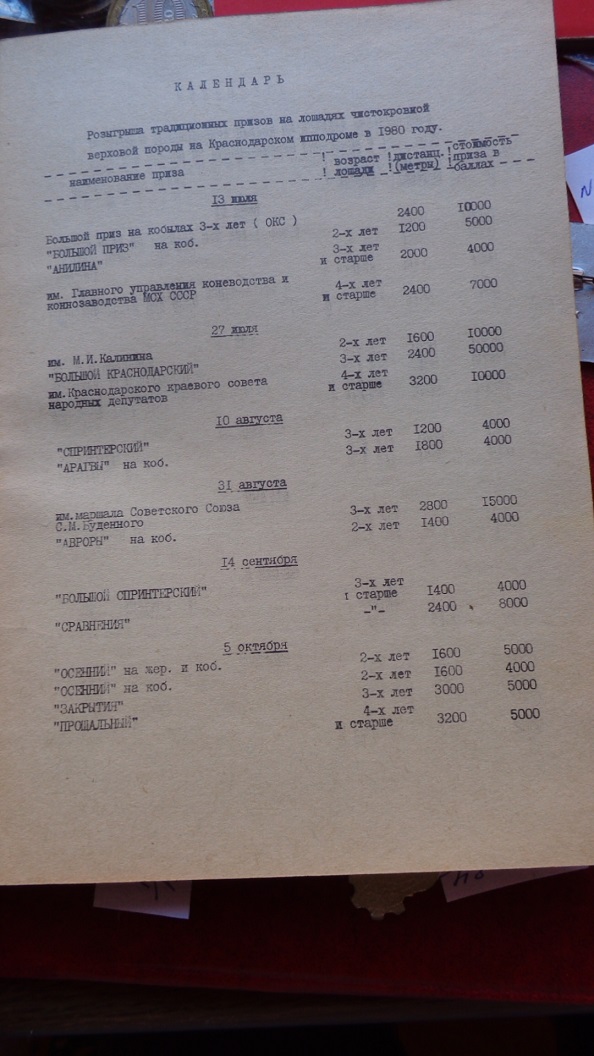 КАЛЕНДАРЬ
Розыгрыша традиционных призов на лошадях чистокровной
верховой породы на Краснодарском ипподроме в 1980 году.
наименование приза ! возраст лошади ! дистанц. (метры) ! стоимость приза в баллах
13 июля
Большой приз на кобылах 3-х лет ( ОКС ) 2400 10000
"БОЛЬШОЙ ПРИЗ" на коб. 2-х лет 1200 5000
"АНИЛИНА" 3-х лет и старше 2000 4000
им. Главного управления коневодства и
коннозаводства МСХ СССР 4-х лет и старше 2400 7000
27 июля
им. М.И.Калинина 2-х лет 1600 10000
"БОЛЬШОЙ КРАСНОДАРСКИЙ" 3-х лет 2400 50000
им.Краснодарского краевого совета
народных депутатов 4-х лет и старше 3200 10000
10 августа
"СПРИНТЕРСКИЙ" 3-х лет 1200 4000
"АРАГВЫ" на коб. 3-х лет 1800 4000
31 августа
им.маршала Советского Союза
С.М.Буденного 3-х лет 2800 15000
"АВРОРЫ" на коб. 2-х лет 1400 4000
14 сентября
"БОЛЬШОЙ СПРИНТЕРСКИЙ" 3-х лет и старше 1400 4000
"СРАВНЕНИЯ" -"- 2400 8000
5 октября
"ОСЕННИЙ" на жер. и коб. 2-х лет 1600 5000
"ОСЕННИЙ" на коб. 2-х лет 1600 4000
"ЗАКРЫТИЯ" 3-х лет 3000 5000
"ПРОЩАЛЬНЫЙ" 4-х лет и старше 3200 5000